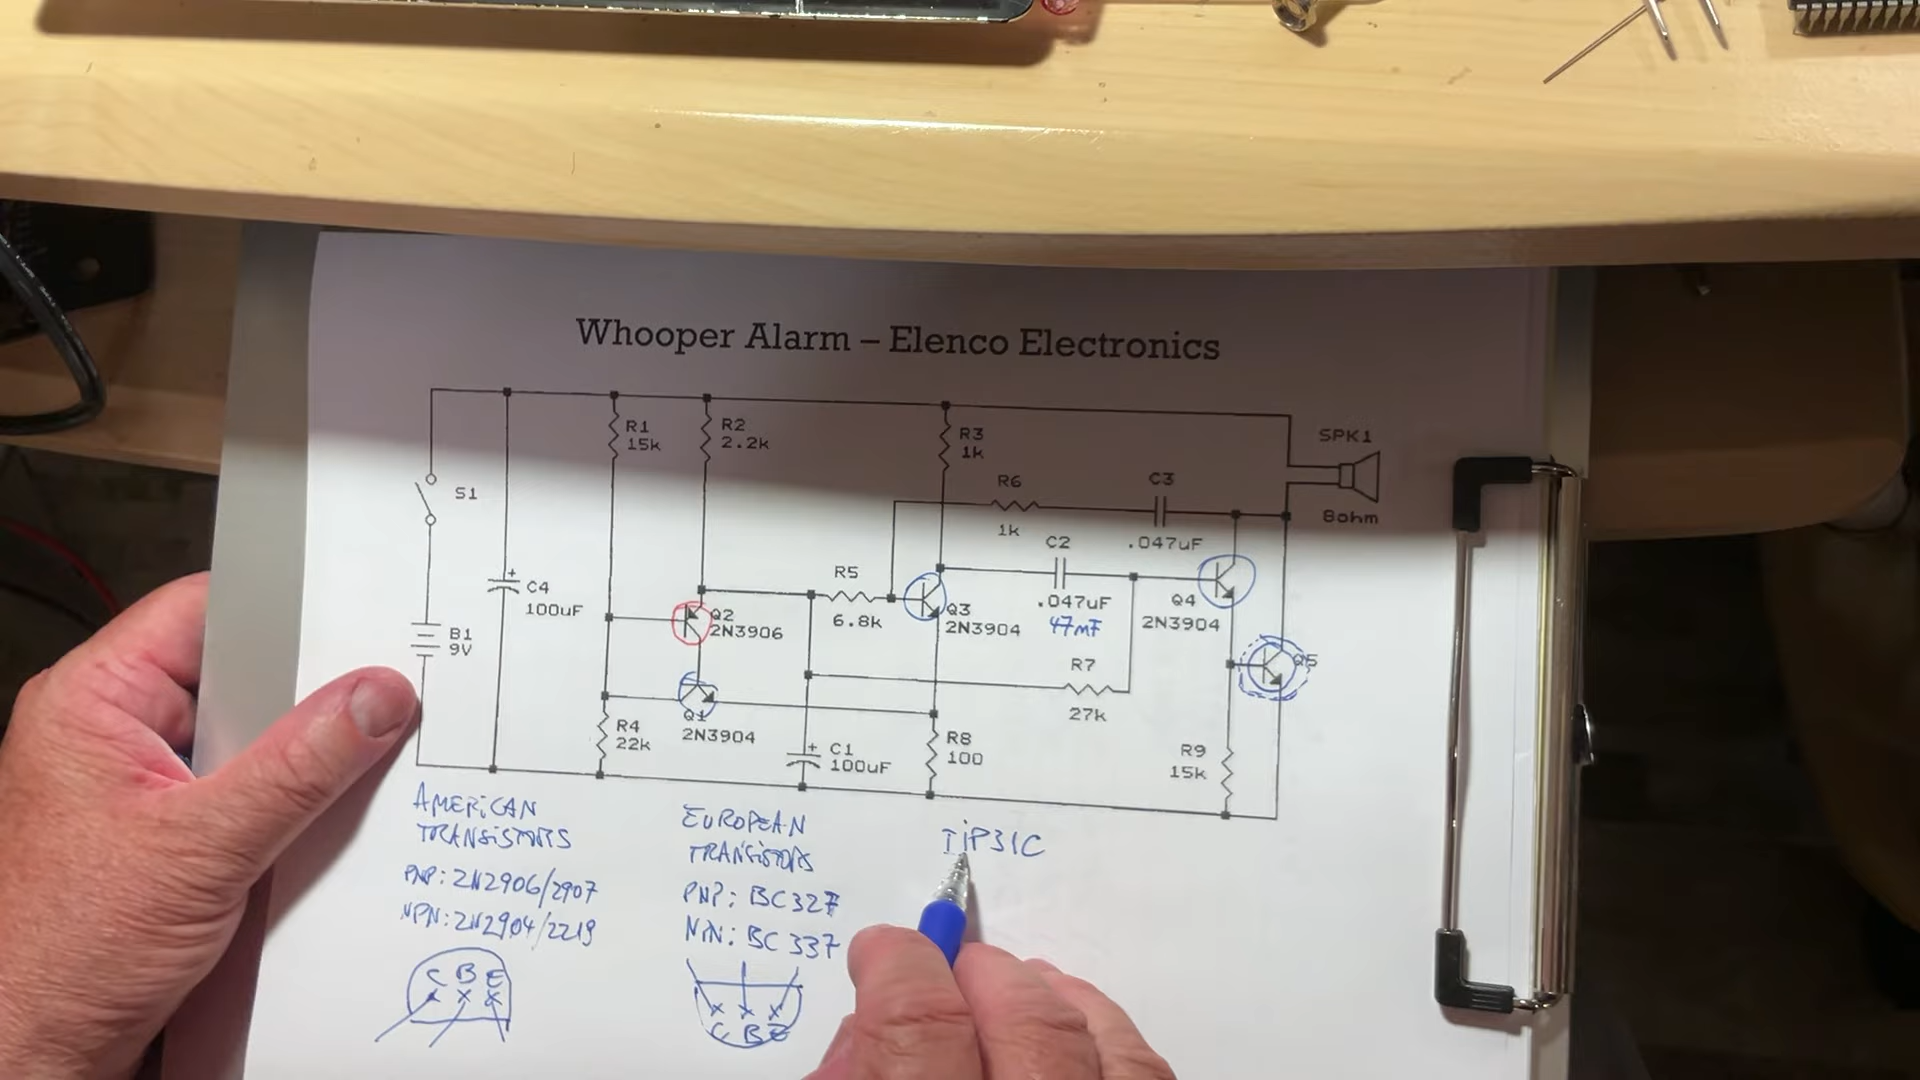 Whooper Alarm – Elenco Electronics
R1
15k
R2
2.2k
R3
1k
SPK1
8ohm
S1
R6
1k
C3
.047uF
C2
.047uF
47mF
C4
100uF
B1
9V
Q2
2N3906
R5
6.8k
Q3
2N3904
Q4
2N3904
Q5
Q1
2N3904
R7
27k
R4
22k
C1
100uF
R8
100
R9
15k
AMERICAN
TRANSISTORS
PNP: 2N2906/2907
NPN: 2N2904/2219
C B E
EUROPEAN
TRANSISTORS
PNP: BC327
NPN: BC337
C B E
TIP31C